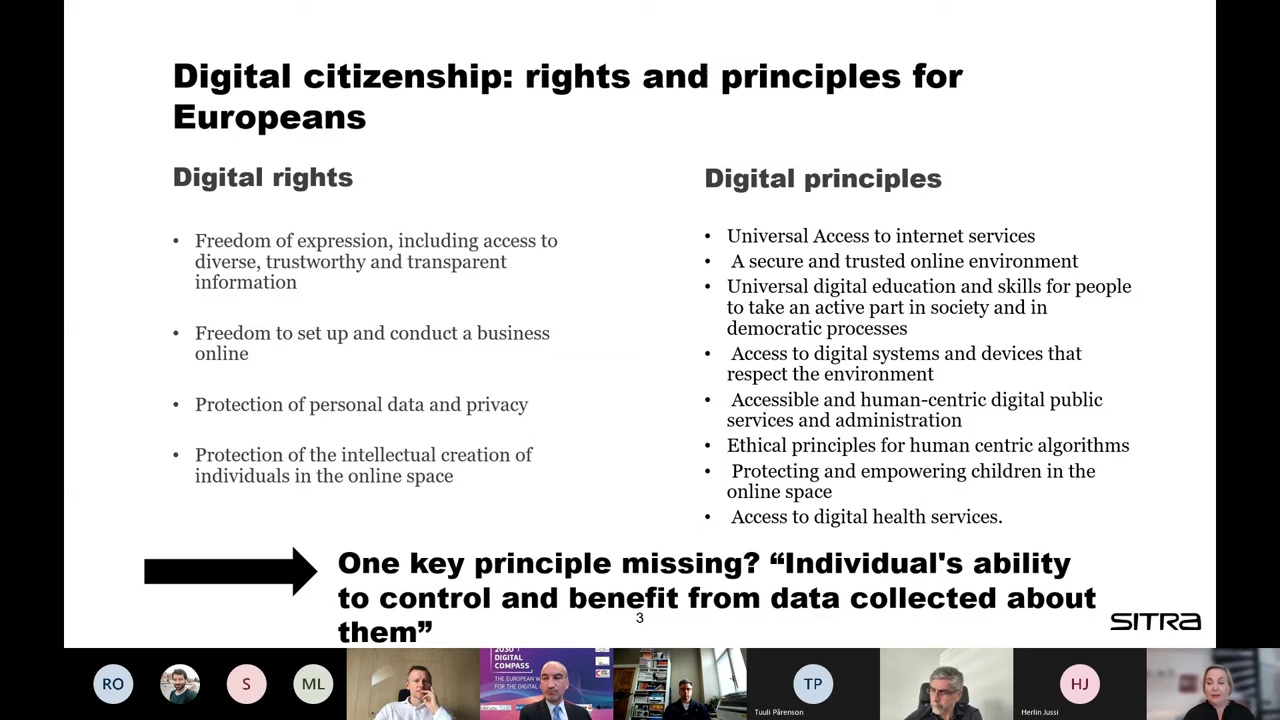 Digital citizenship: rights and principles for
Europeans
Digital rights
• Freedom of expression, including access to
diverse, trustworthy and transparent
information
• Freedom to set up and conduct a business
online
• Protection of personal data and privacy
• Protection of the intellectual creation of
individuals in the online space
Digital principles
• Universal Access to internet services
• A secure and trusted online environment
• Universal digital education and skills for people
to take an active part in society and in
democratic processes
• Access to digital systems and devices that
respect the environment
• Accessible and human-centric digital public
services and administration
• Ethical principles for human centric algorithms
• Protecting and empowering children in the
online space
• Access to digital health services.
One key principle missing? “Individual's ability
to control and benefit from data collected about
them”
3
SITRA
RO
S
ML
2030
DIGITAL
COMPASS
THE EUROPEAN
FOR THE DIGITAL
TP
Tuuli Pärenson
HJ
Herlin Jussi